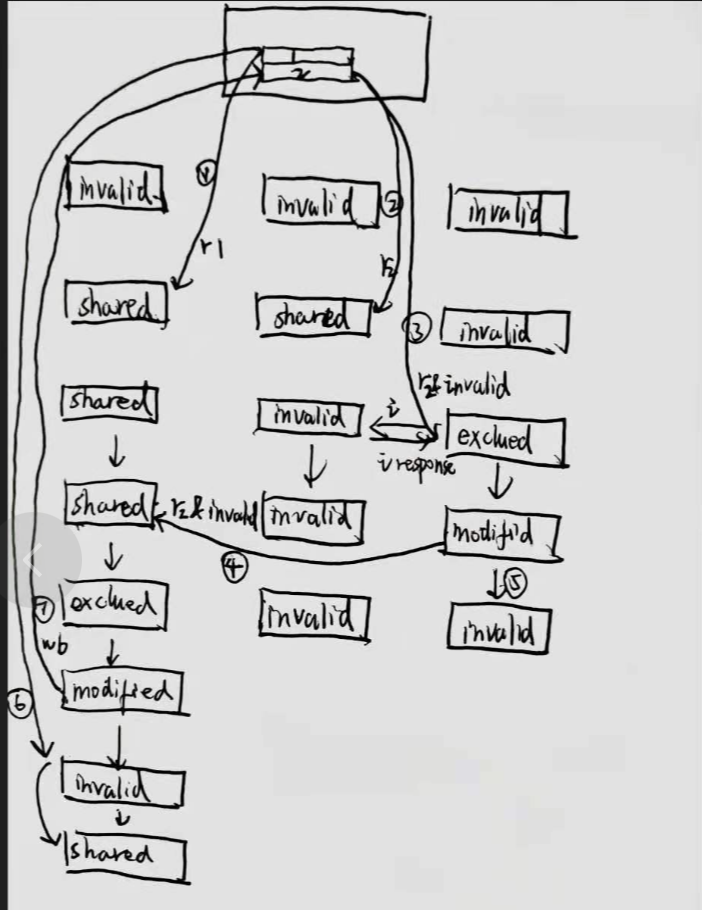 x
invalid
①
invalid
②
invalid
r1
r2
shared
shared
③
invalid
shared
r2&invalid
invalid
i
exclued
i response
shared
r2&invalid
invalid
modifid
④
⑤
⑦
exclued
invalid
invalid
wb
modified
⑥
invalid
shared